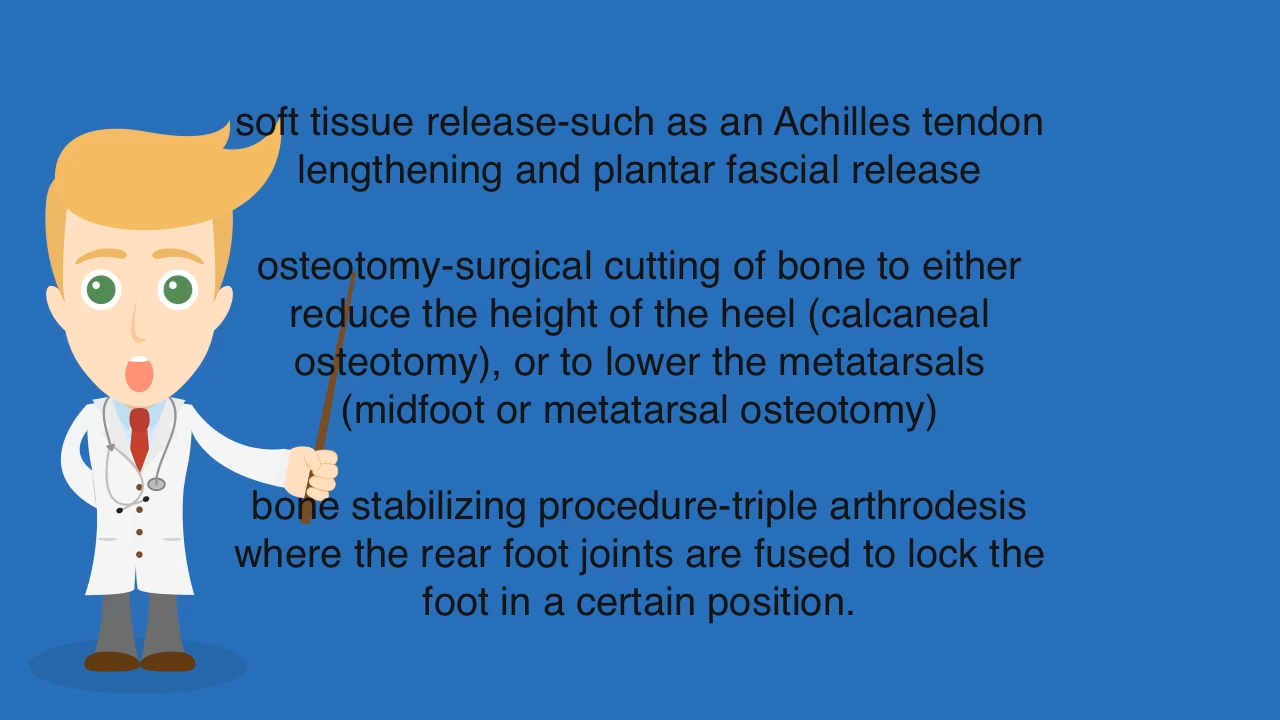 soft tissue release-such as an Achilles tendon
lengthening and plantar fascial release
osteotomy-surgical cutting of bone to either
reduce the height of the heel (calcaneal
osteotomy), or to lower the metatarsals
(midfoot or metatarsal osteotomy)
bone stabilizing procedure-triple arthrodesis
where the rear foot joints are fused to lock the
foot in a certain position.